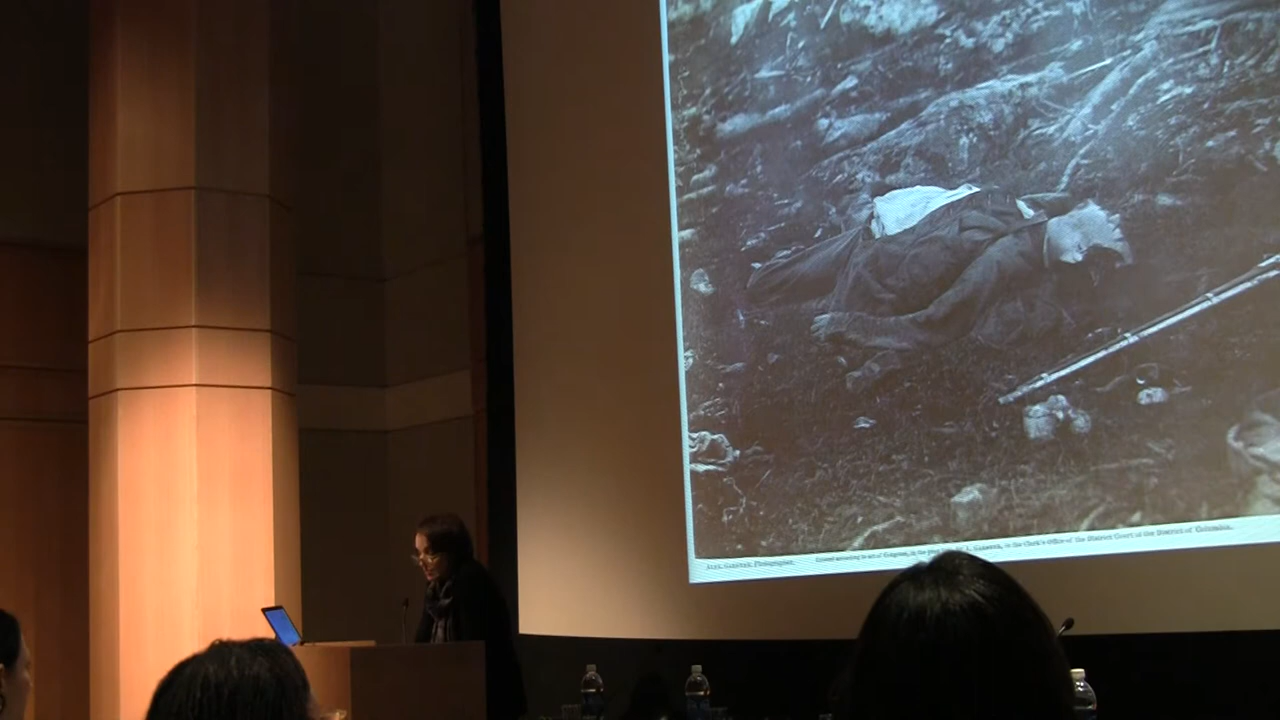 ALEX. GARDNER, Photographer.
Entered according to act of Congress, in the year A. GARDNER, in the Clerk's Office of the District Court of the District of Columbia.